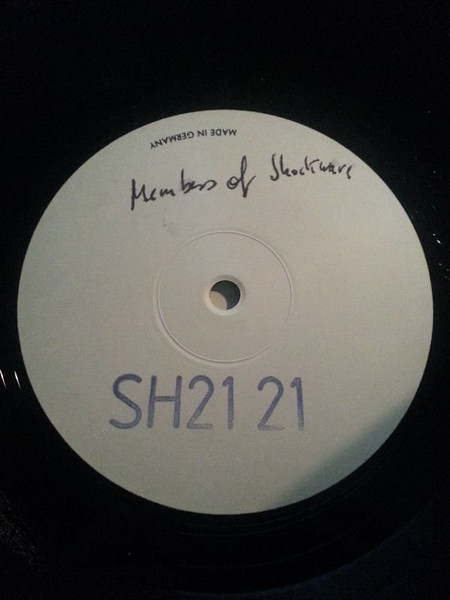 MADE IN GERMANY
Members of Shockwave
SH21 21